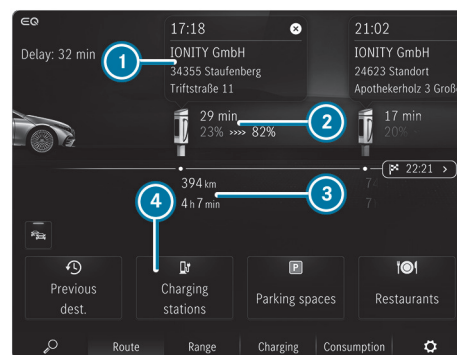 EQ
Delay: 32 min
17:18
IONITY GmbH
34355 Staufenberg
Triftstraße 11
21:02
IONITY GmbH
24623 Standort
Apothekerholz 3 Groß
1
29 min
23% »»» 82%
2
17 min
20%
22:21 >
394 km
4 h 7 min
3
74
7
4
Previous
dest.
Charging
stations
P
Parking spaces
Restaurants
Route
Range
Charging
Consumption